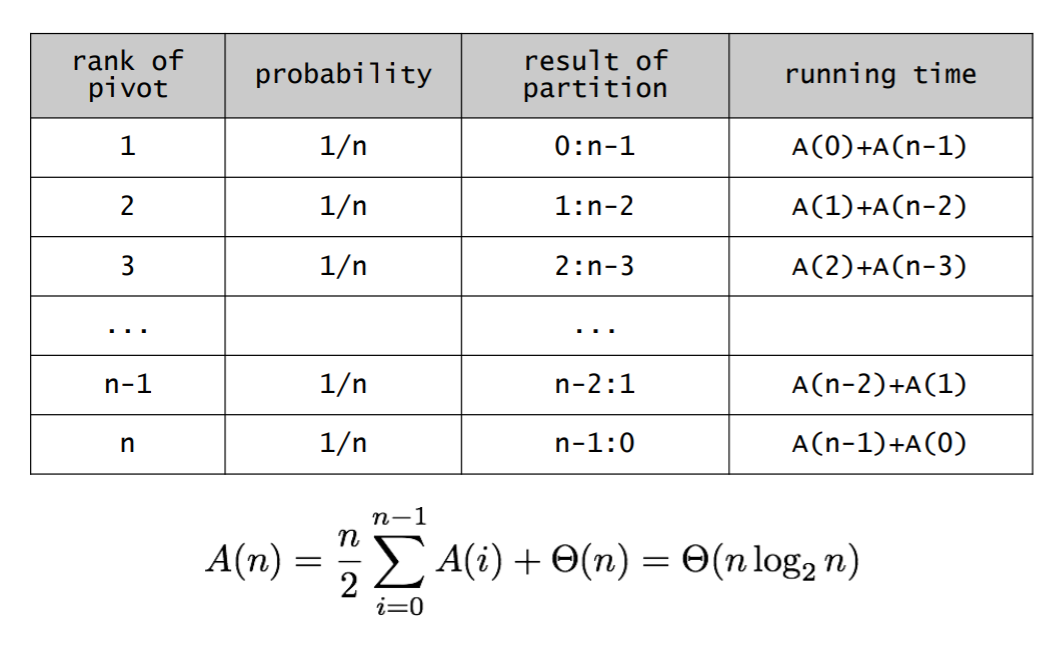 rank of pivot | probability | result of partition | running time
1 | 1/n | 0:n-1 | A(0)+A(n-1)
2 | 1/n | 1:n-2 | A(1)+A(n-2)
3 | 1/n | 2:n-3 | A(2)+A(n-3)
... | | ... |
n-1 | 1/n | n-2:1 | A(n-2)+A(1)
n | 1/n | n-1:0 | A(n-1)+A(0)
$A(n) = \frac{n}{2} \sum_{i=0}^{n-1} A(i) + \Theta(n) = \Theta(n \log_2 n)$